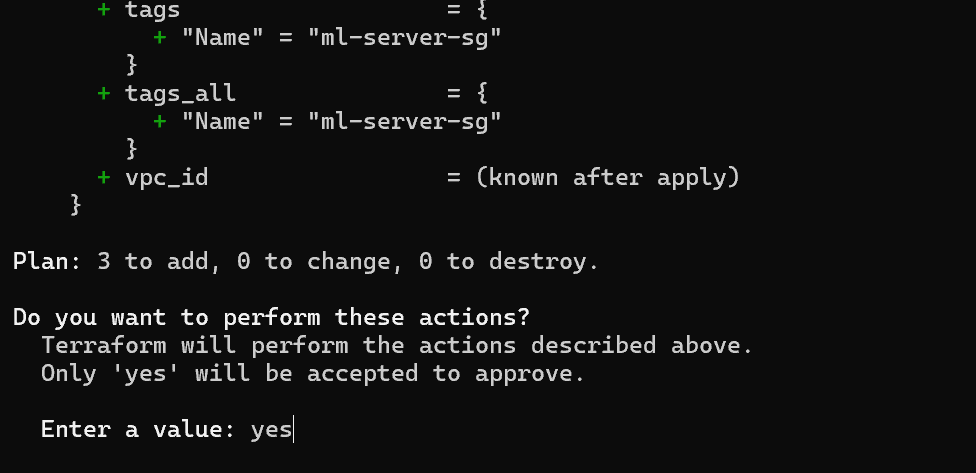 + tags = {
+ "Name" = "ml-server-sg"
}
+ tags_all = {
+ "Name" = "ml-server-sg"
}
+ vpc_id = (known after apply)
}
Plan: 3 to add, 0 to change, 0 to destroy.
Do you want to perform these actions?
Terraform will perform the actions described above.
Only 'yes' will be accepted to approve.
Enter a value: yes